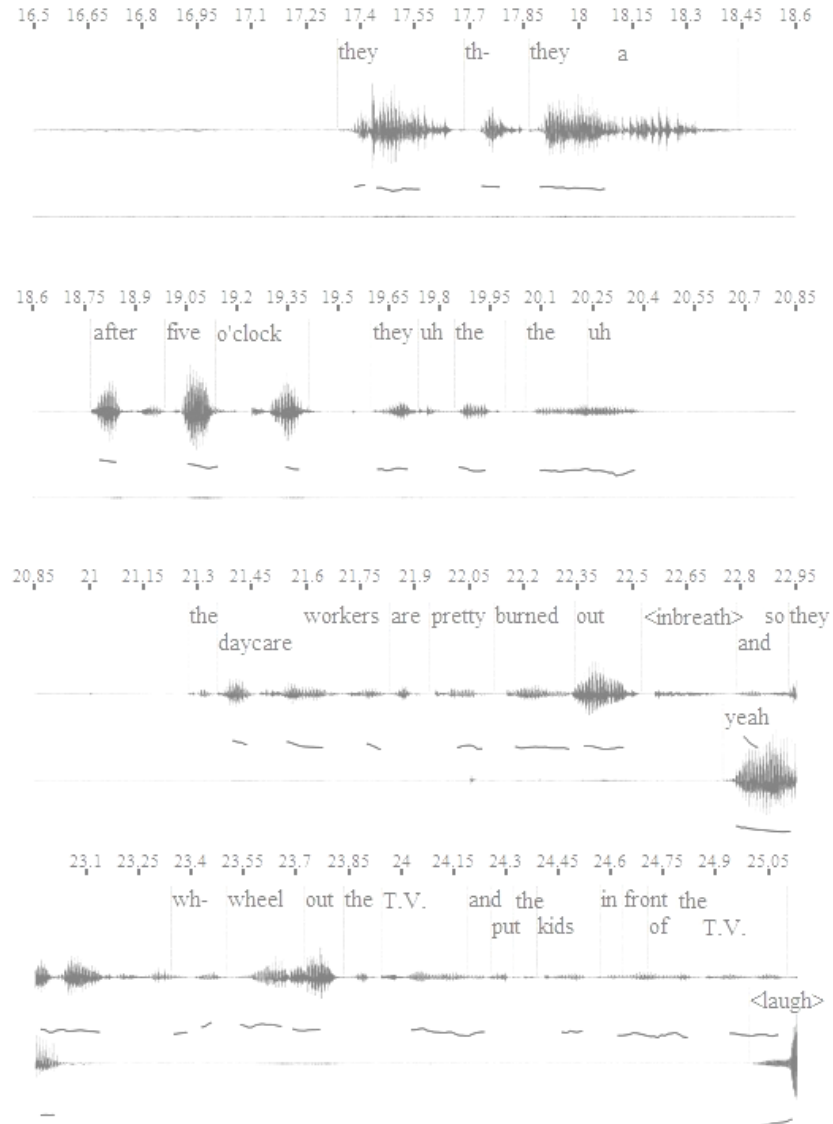 16.5 16.65 16.8 16.95 17.1 17.25 17.4 17.55 17.7 17.85 18 18.15 18.3 18.45 18.6
they th- they a
18.6 18.75 18.9 19.05 19.2 19.35 19.5 19.65 19.8 19.95 20.1 20.25 20.4 20.55 20.7 20.85
after five o'clock they uh the the uh
20.85 21 21.15 21.3 21.45 21.6 21.75 21.9 22.05 22.2 22.35 22.5 22.65 22.8 22.95
the workers are pretty burned out <inbreath> so they
daycare and
yeah
23.1 23.25 23.4 23.55 23.7 23.85 24 24.15 24.3 24.45 24.6 24.75 24.9 25.05
wh- wheel out the T.V. and the in front the
put kids of T.V.
<laugh>